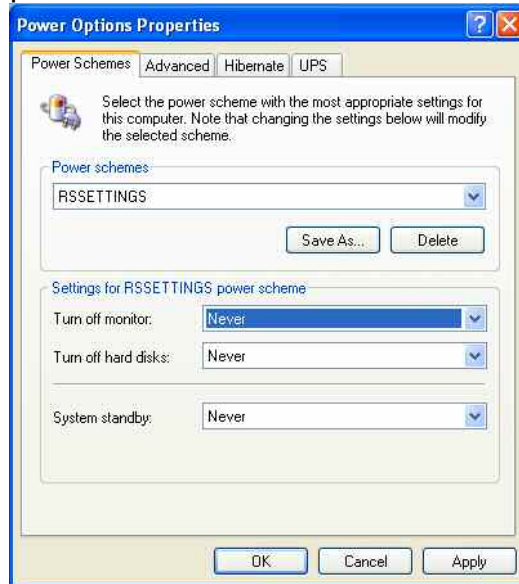 Power Options Properties
Power Schemes Advanced Hibernate UPS
Select the power scheme with the most appropriate settings for
this computer. Note that changing the settings below will modify
the selected scheme.
Power schemes
RSSETTINGS
Save As... Delete
Settings for RSSETTINGS power scheme
Turn off monitor: Never
Turn off hard disks: Never
System standby: Never
OK Cancel Apply